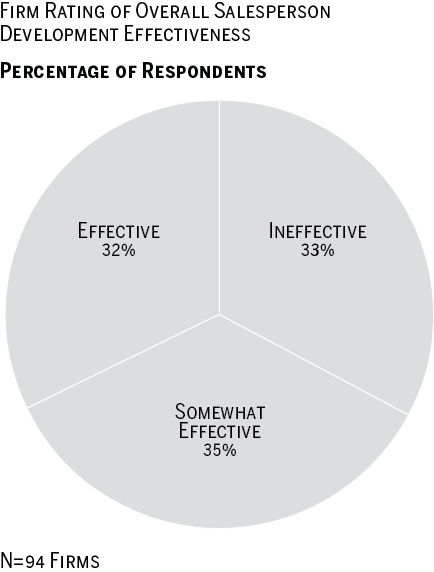 Firm Rating of Overall Salesperson
Development Effectiveness
Percentage of Respondents
Effective
32%
Ineffective
33%
Somewhat
Effective
35%
N=94 Firms